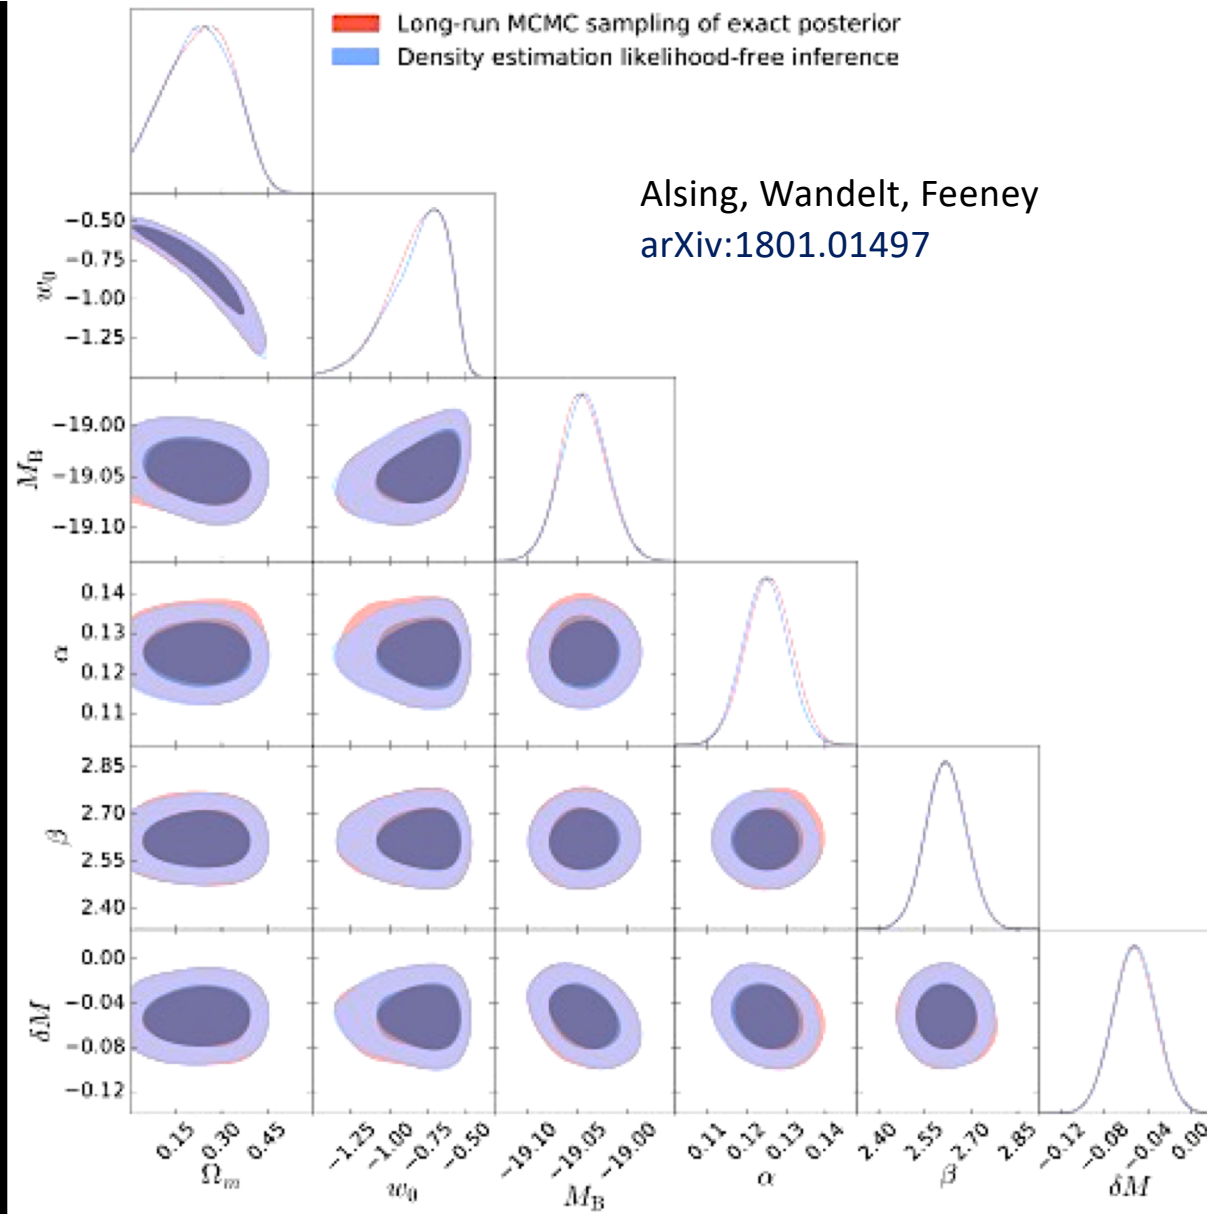 Long-run MCMC sampling of exact posterior
Density estimation likelihood-free inference
Alsing, Wandelt, Feeney
arXiv:1801.01497
−0.50
−0.75
−1.00
−1.25
w₀
−19.00
−19.05
−19.10
M_B
0.14
0.13
0.12
0.11
α
2.85
2.70
2.55
2.40
β
0.00
−0.04
−0.08
−0.12
δM
0.15 0.30 0.45
−1.25 −1.00 −0.75 −0.50
−19.10 −19.05 −19.00
0.11 0.12 0.13 0.14
2.40 2.55 2.70 2.85
−0.12 −0.08 −0.04 0.00
Ω_m w₀ M_B α β δM